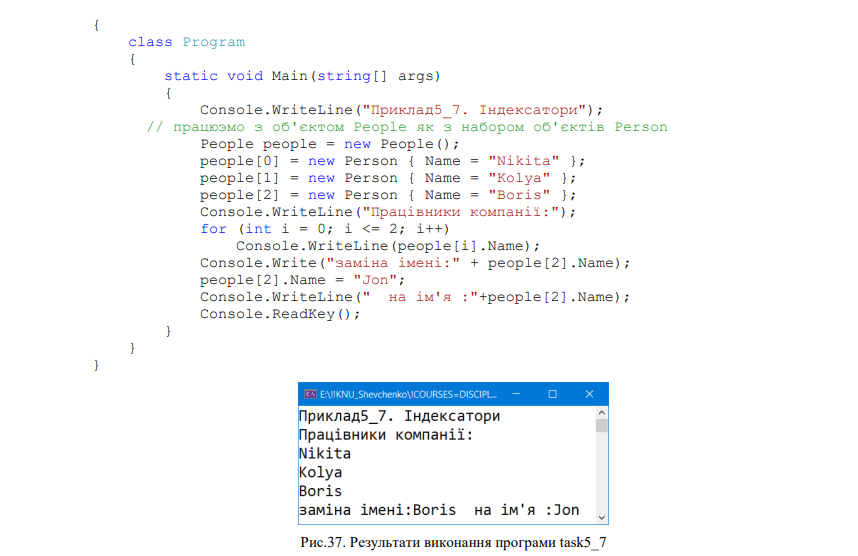 {
class Program
{
static void Main(string[] args)
{
Console.WriteLine("Приклад5_7. Індексатори");
// працюэмо з об'єктом People як з набором об'єктів Person
People people = new People();
people[0] = new Person { Name = "Nikita" };
people[1] = new Person { Name = "Kolya" };
people[2] = new Person { Name = "Boris" };
Console.WriteLine("Працівники компанії:");
for (int i = 0; i <= 2; i++)
Console.WriteLine(people[i].Name);
Console.Write("заміна імені:" + people[2].Name);
people[2].Name = "Jon";
Console.WriteLine("  на ім'я :"+people[2].Name);
Console.ReadKey();
}
}
}
E:\!!KNU_Shevchenko\!COURSES=DISCIPL...
Приклад5_7. Індексатори
Працівники компанії:
Nikita
Kolya
Boris
заміна імені:Boris  на ім'я :Jon
Рис.37. Результати виконання програми task5_7